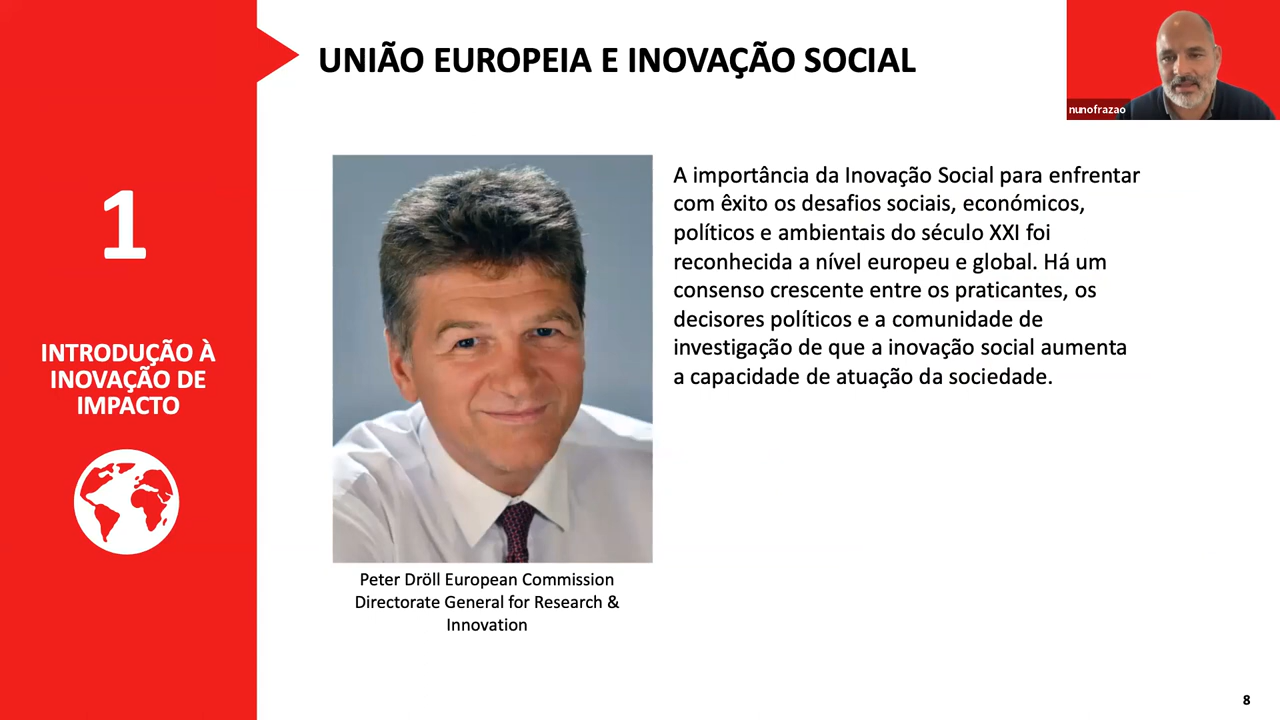 UNIÃO EUROPEIA E INOVAÇÃO SOCIAL
nunofrazao
1
INTRODUÇÃO À
INOVAÇÃO DE
IMPACTO
A importância da Inovação Social para enfrentar
com êxito os desafios sociais, económicos,
políticos e ambientais do século XXI foi
reconhecida a nível europeu e global. Há um
consenso crescente entre os praticantes, os
decisores políticos e a comunidade de
investigação de que a inovação social aumenta
a capacidade de atuação da sociedade.
Peter Dröll European Commission
Directorate General for Research &
Innovation
8